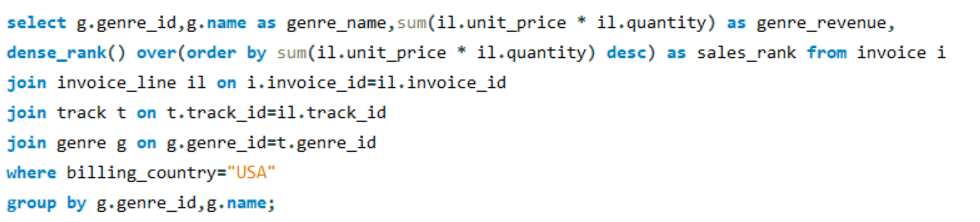 select g.genre_id,g.name as genre_name,sum(il.unit_price * il.quantity) as genre_revenue,
dense_rank() over(order by sum(il.unit_price * il.quantity) desc) as sales_rank from invoice i
join invoice_line il on i.invoice_id=il.invoice_id
join track t on t.track_id=il.track_id
join genre g on g.genre_id=t.genre_id
where billing_country="USA"
group by g.genre_id,g.name;